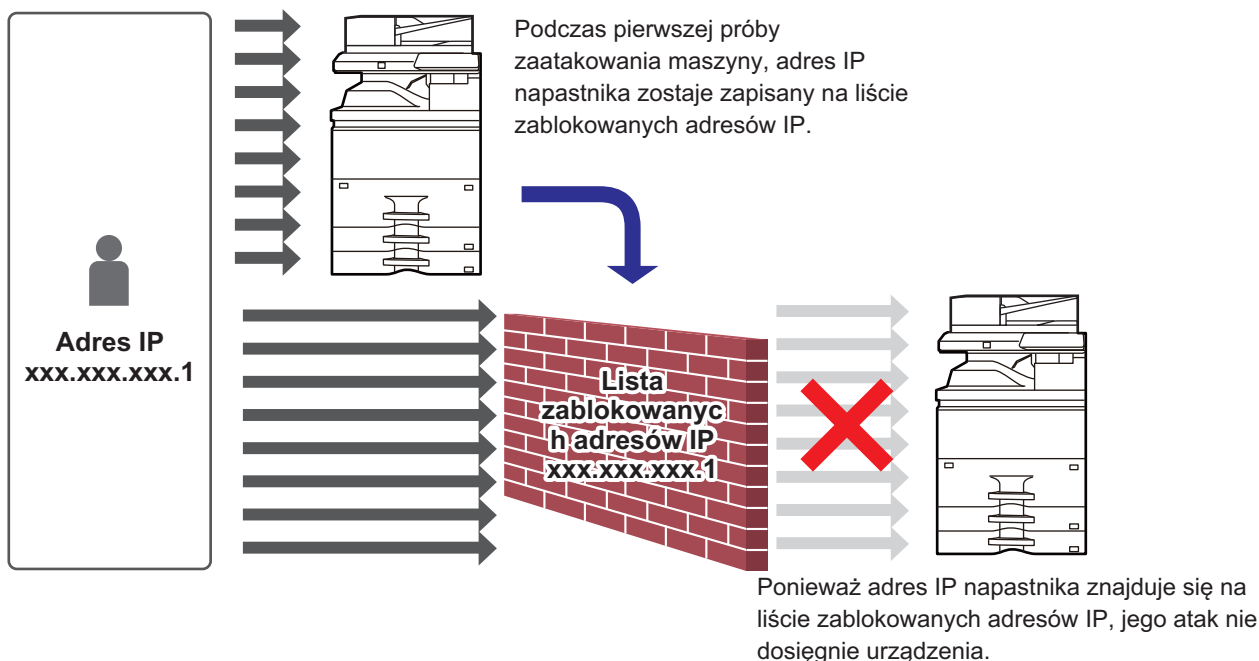 Podczas pierwszej próby
zaatakowania maszyny, adres IP
napastnika zostaje zapisany na liście
zablokowanych adresów IP.
Adres IP
xxx.xxx.xxx.1
Lista
zablokowanyc
h adresów IP
xxx.xxx.xxx.1
Ponieważ adres IP napastnika znajduje się na
liście zablokowanych adresów IP, jego atak nie
dosięgnie urządzenia.